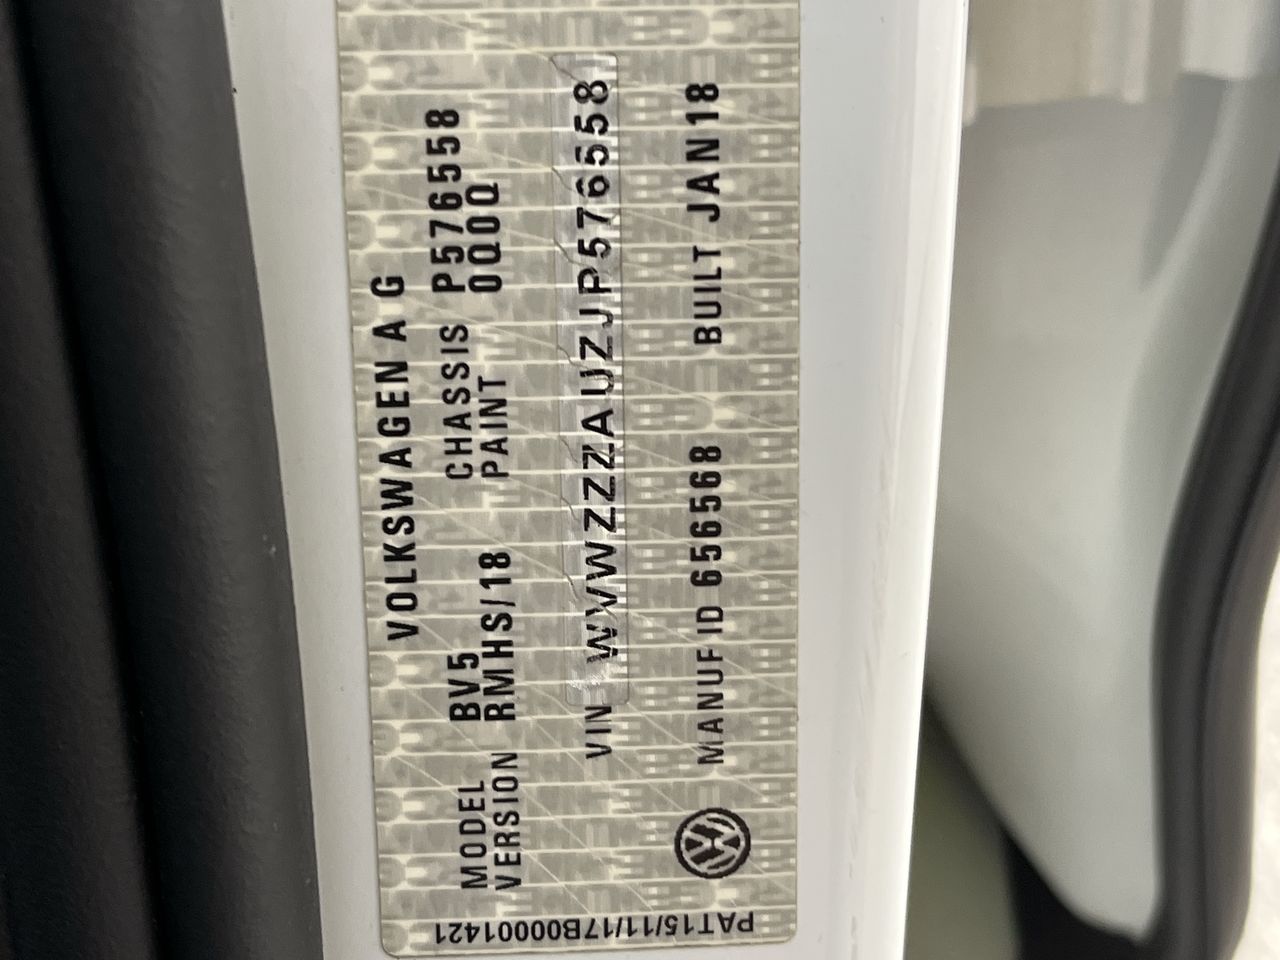 VOLKSWAGEN A G
MODEL BV5 CHASSIS P576558
VERSION RMHS/18 PAINT 0Q0Q
VIN WVWZZZAUZJP576558
MANUF ID 656568 BUILT JAN18
PAT15/11/17B00001421